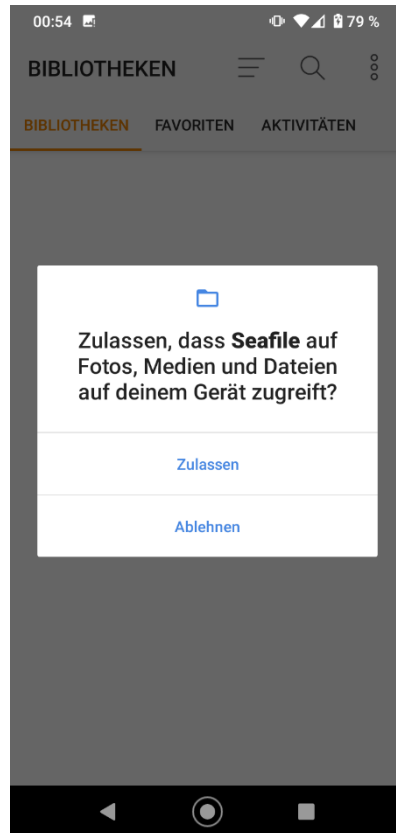 00:54 79 %
BIBLIOTHEKEN
BIBLIOTHEKEN FAVORITEN AKTIVITÄTEN
Zulassen, dass Seafile auf
Fotos, Medien und Dateien
auf deinem Gerät zugreift?
Zulassen
Ablehnen